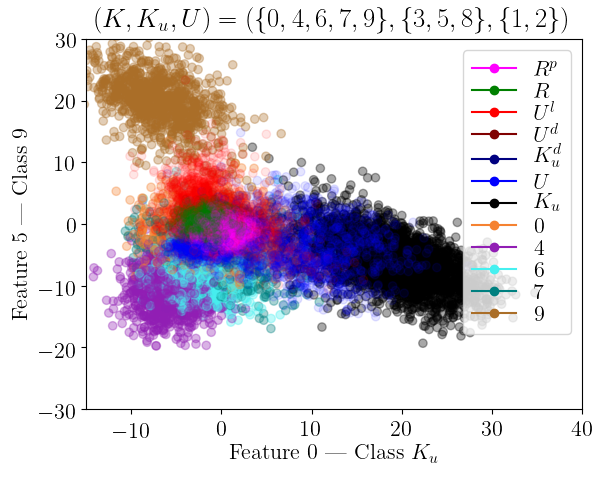 (K, K_u, U) = ({0, 4, 6, 7, 9}, {3, 5, 8}, {1, 2})
30
20
10
0
−10
−20
−30
Feature 5 — Class 9
R^p
R
U^l
U^d
K_u^d
U
K_u
0
4
6
7
9
−10
0
10
20
30
40
Feature 0 — Class K_u